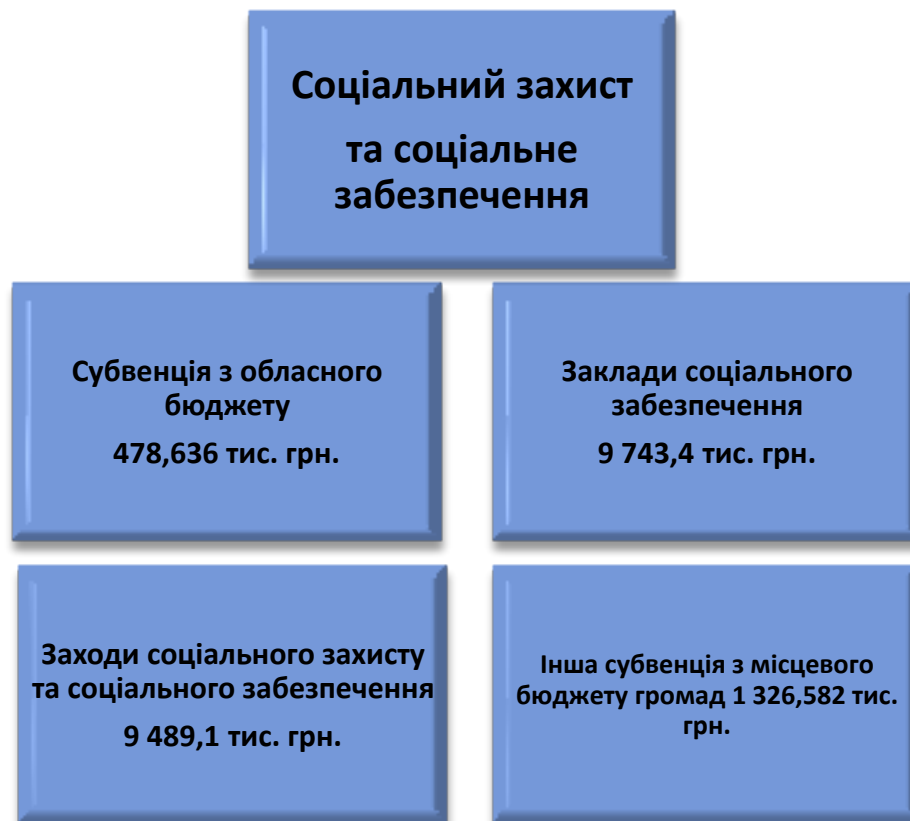 Соціальний захист
та соціальне
забезпечення
Субвенція з обласного
бюджету
478,636 тис. грн.
Заклади соціального
забезпечення
9 743,4 тис. грн.
Заходи соціального захисту
та соціального забезпечення
9 489,1 тис. грн.
Інша субвенція з місцевого
бюджету громад 1 326,582 тис.
грн.